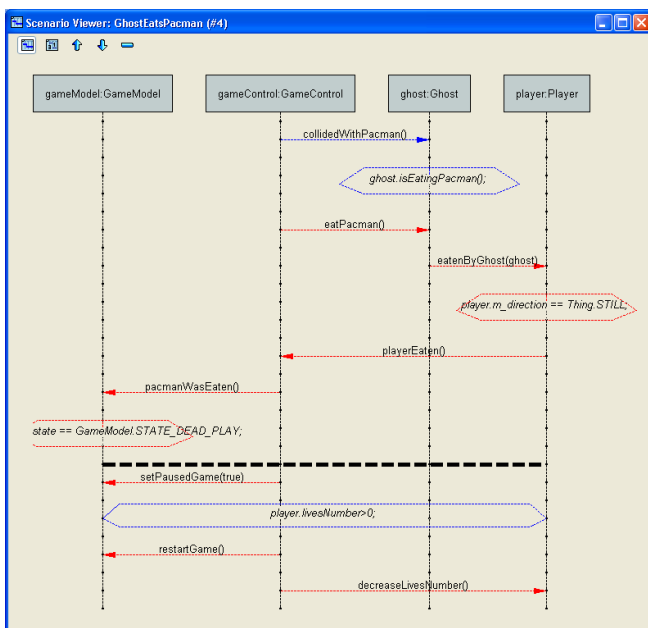 Scenario Viewer: GhostEatsPacman (#4)
gameModel:GameModel
gameControl:GameControl
ghost:Ghost
player:Player
collidedWithPacman()
ghost.isEatingPacman();
eatPacman()
eatenByGhost(ghost)
player.m_direction == Thing.STILL;
playerEaten()
pacmanWasEaten()
state == GameModel.STATE_DEAD_PLAY;
setPausedGame(true)
player.livesNumber>0;
restartGame()
decreaseLivesNumber()